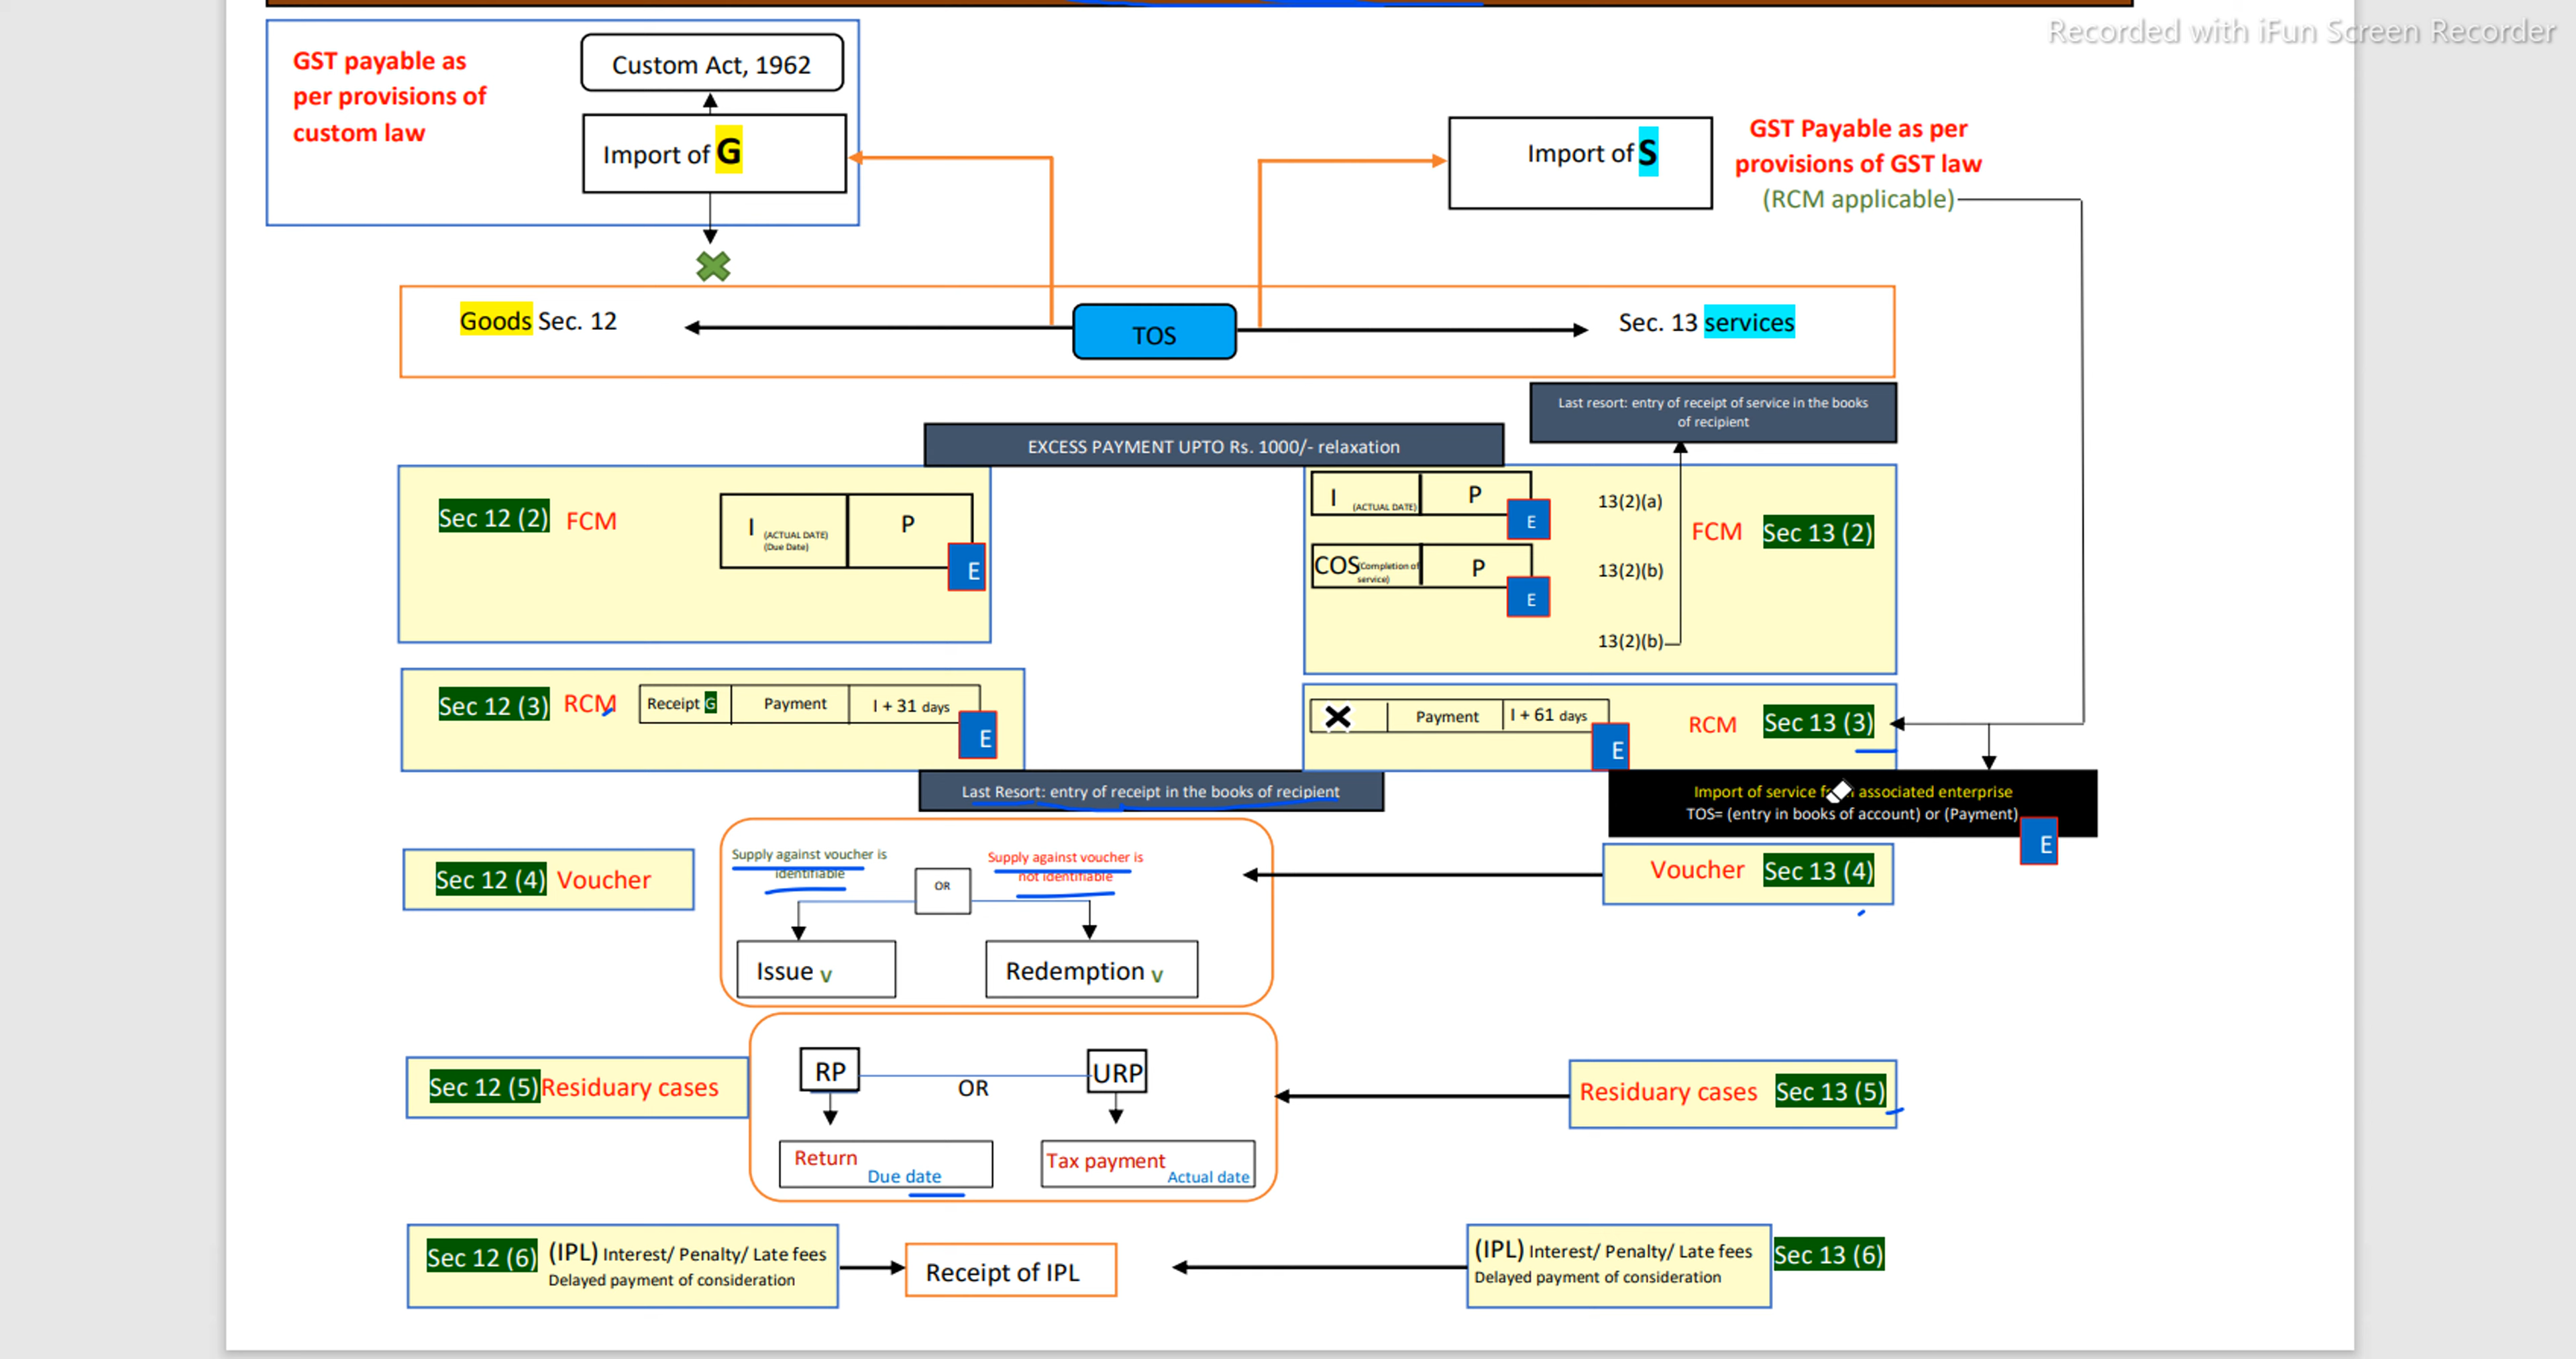 Recorded with iFun Screen Recorder
GST payable as
per provisions of
custom law
Custom Act, 1962
Import of G
Import of S
GST Payable as per
provisions of GST law
(RCM applicable)
Goods Sec. 12
TOS
Sec. 13 services
Last resort: entry of receipt of service in the books
of recipient
EXCESS PAYMENT UPTO Rs. 1000/- relaxation
Sec 12 (2) FCM
I (ACTUAL DATE)
(Due Date)
P
E
I (ACTUAL DATE)
P
E
13(2)(a)
COS(Completion of
service)
P
E
13(2)(b)
13(2)(b)
FCM Sec 13 (2)
Sec 12 (3) RCM
Receipt G
Payment
I + 31 days
E
Payment
I + 61 days
E
RCM Sec 13 (3)
Last Resort: entry of receipt in the books of recipient
Import of service associated enterprise
TOS= (entry in books of account) or (Payment)
E
Sec 12 (4) Voucher
Supply against voucher is
identifiable
OR
Supply against voucher is
not identifiable
Issue v
Redemption v
Voucher Sec 13 (4)
Sec 12 (5) Residuary cases
RP
OR
URP
Return
Due date
Tax payment
Actual date
Residuary cases Sec 13 (5)
Sec 12 (6) (IPL) Interest/ Penalty/ Late fees
Delayed payment of consideration
Receipt of IPL
(IPL) Interest/ Penalty/ Late fees
Delayed payment of consideration
Sec 13 (6)